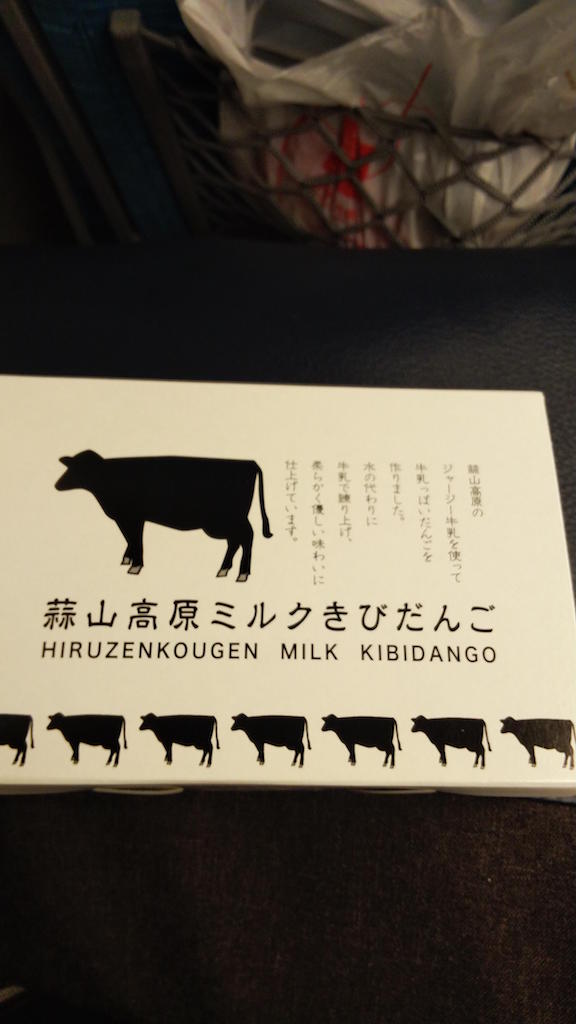 蒜山高原の
ジャージー牛乳を使って
牛乳っぱいだんごを
作りました。
水の代わりに
牛乳で練り上げ、
柔らかく優しい味わいに
仕上げています。
蒜山高原ミルクきびだんご
HIRUZENKOUGEN MILK KIBIDANGO